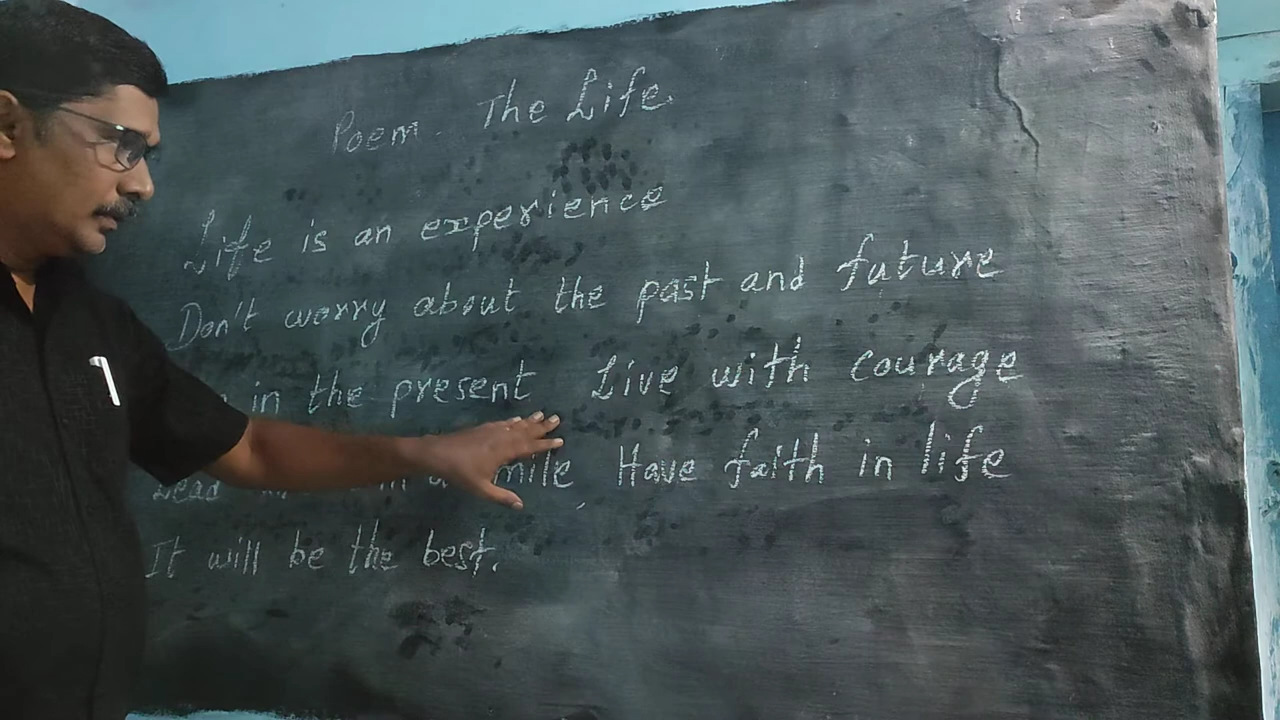 Poem. The Life.
Life is an experience
Don't worry about the past and future
in the present Live with courage
Lead Have faith in life
It will be the best.